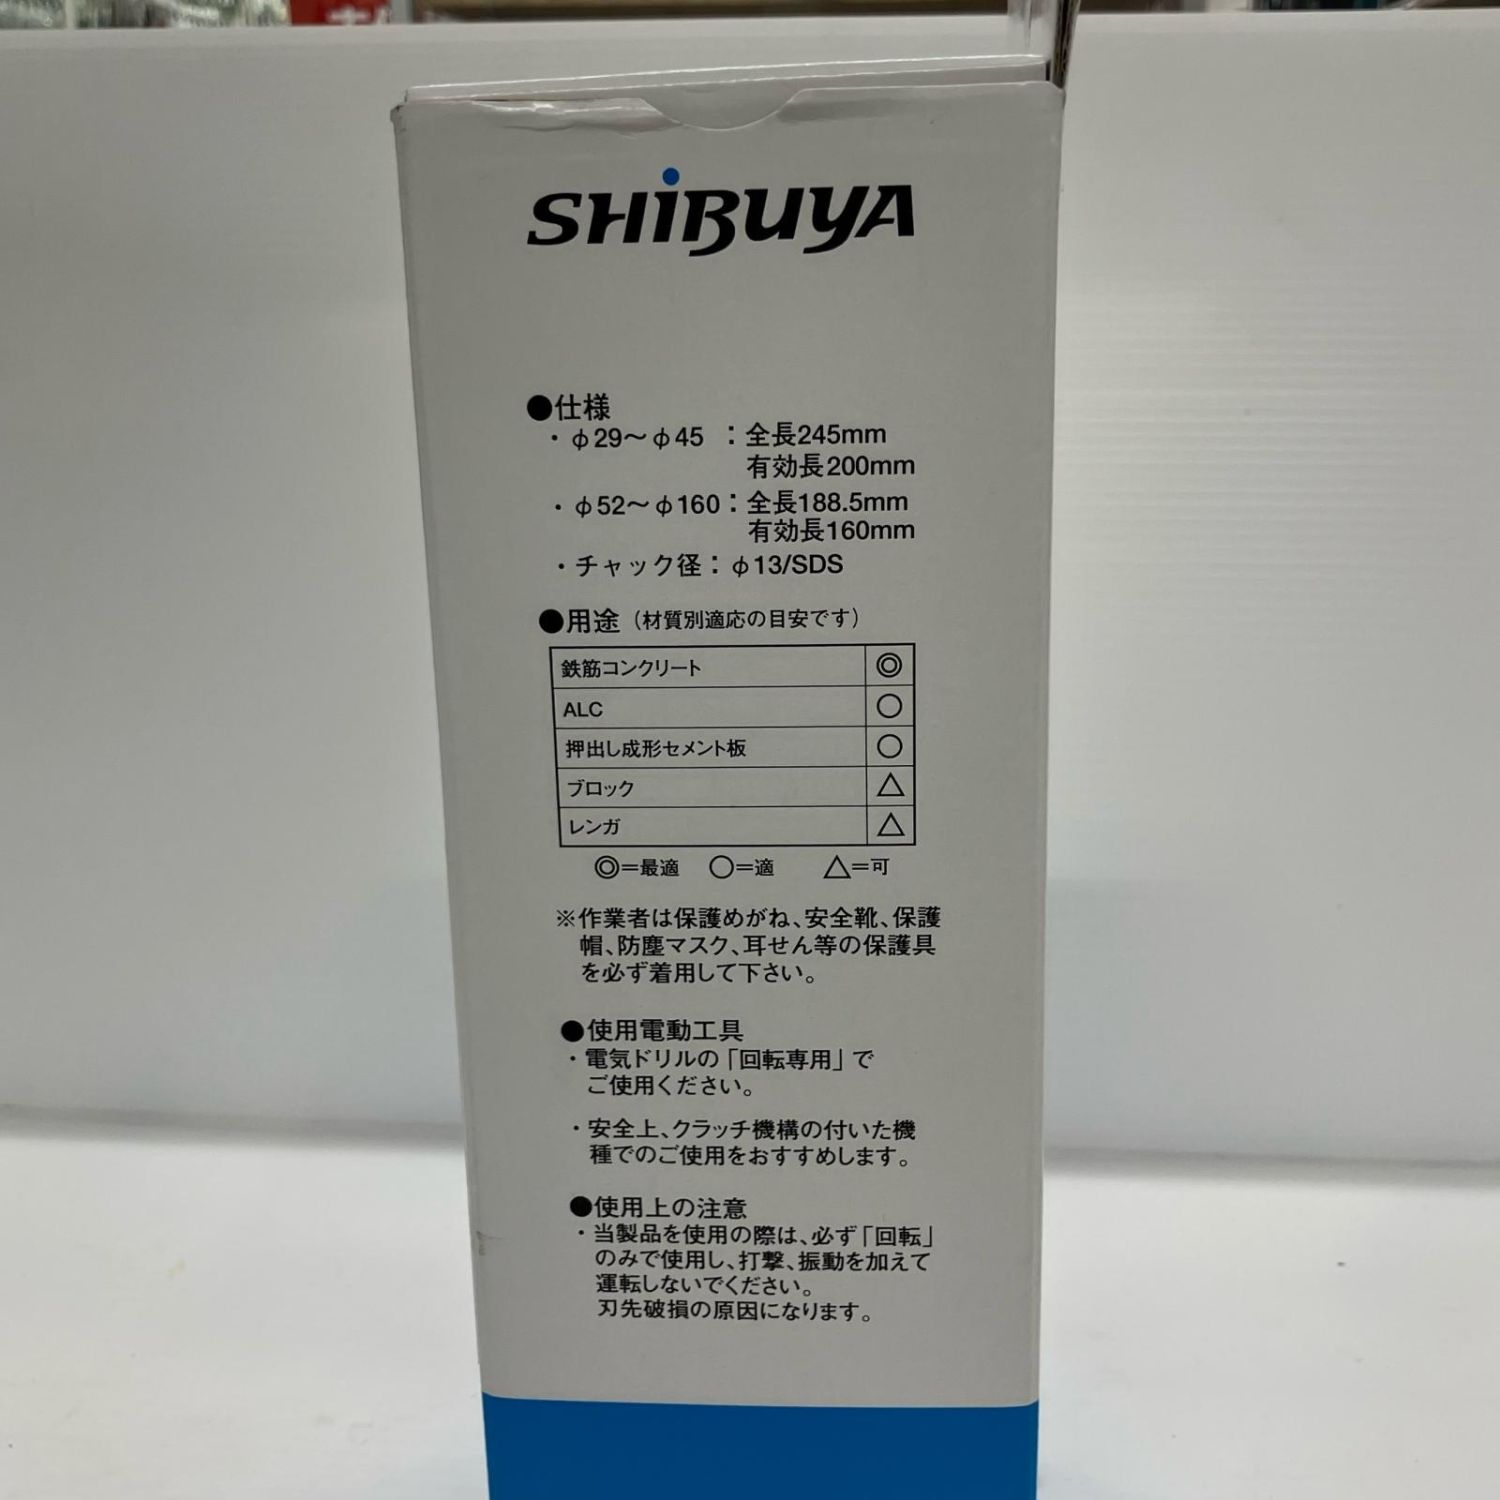 SHIBUYA
●仕様
・φ29～φ45 ：全長245mm
有効長200mm
・φ52～φ160：全長188.5mm
有効長160mm
・チャック径：φ13/SDS
●用途（材質別適応の目安です）
鉄筋コンクリート ◎
ALC ○
押出し成形セメント板 ○
ブロック △
レンガ △
◎＝最適 ○＝適 △＝可
※作業者は保護めがね、安全靴、保護
帽、防塵マスク、耳せん等の保護具
を必ず着用して下さい。
●使用電動工具
・電気ドリルの「回転専用」で
ご使用ください。
・安全上、クラッチ機構の付いた機
種でのご使用をおすすめします。
●使用上の注意
・当製品を使用の際は、必ず「回転」
のみで使用し、打撃、振動を加えて
運転しないでください。
刃先破損の原因になります。